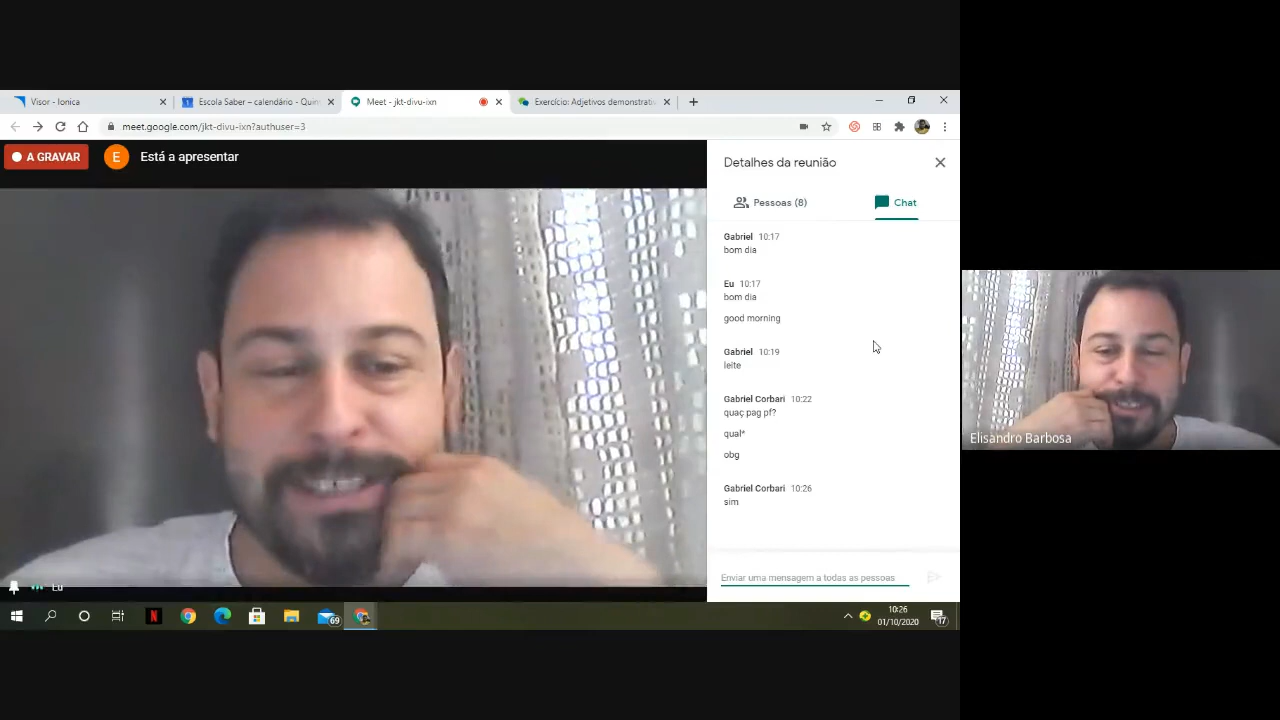 Visor - Ionica
Escola Saber – calendário - Quin
Meet - jkt-divu-ixn
Exercício: Adjetivos demonstrativ
meet.google.com/jkt-divu-ixn?authuser=3
A GRAVAR
E
Está a apresentar
Detalhes da reunião
Pessoas (8)
Chat
Gabriel 10:17
bom dia
Eu 10:17
bom dia
good morning
Gabriel 10:19
leite
Gabriel Corbari 10:22
quaç pag pf?
qual*
obg
Gabriel Corbari 10:26
sim
Enviar uma mensagem a todas as pessoas
Eu
Elisandro Barbosa
N
69
10:26
01/10/2020
17